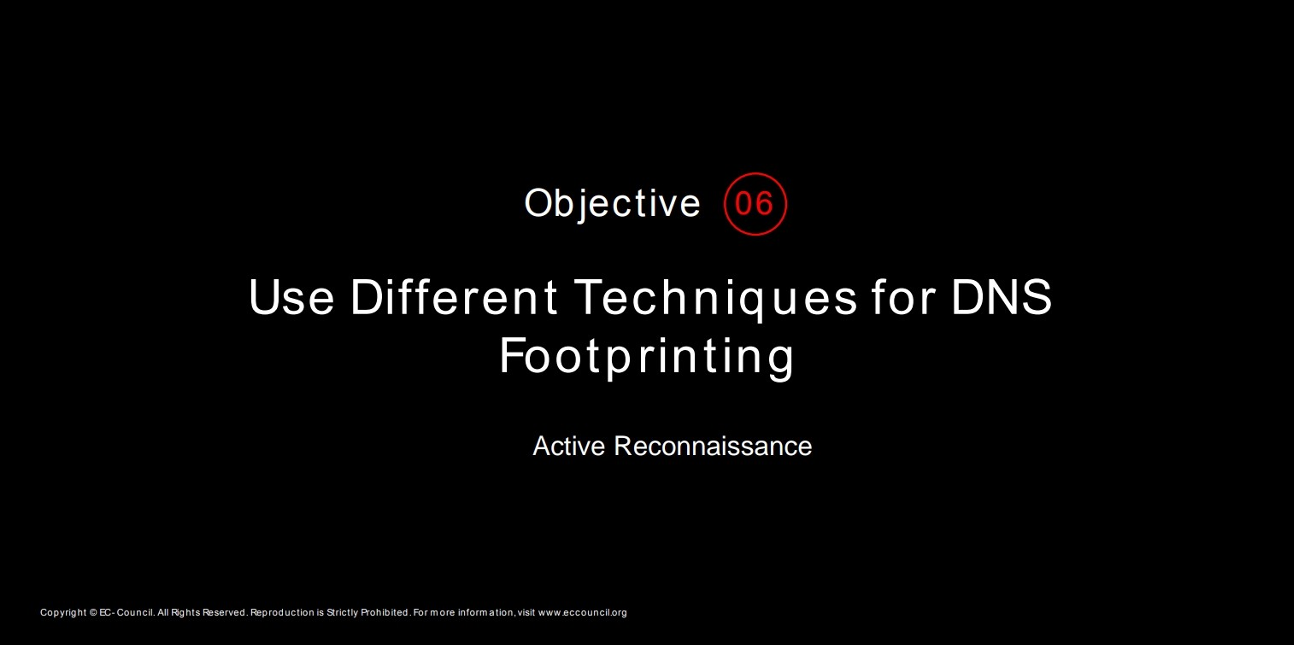 Objective 06
Use Different Techniques for DNS
Footprinting
Active Reconnaissance
Copyright © EC-Council. All Rights Reserved. Reproduction is Strictly Prohibited. For more information, visit www.eccouncil.org